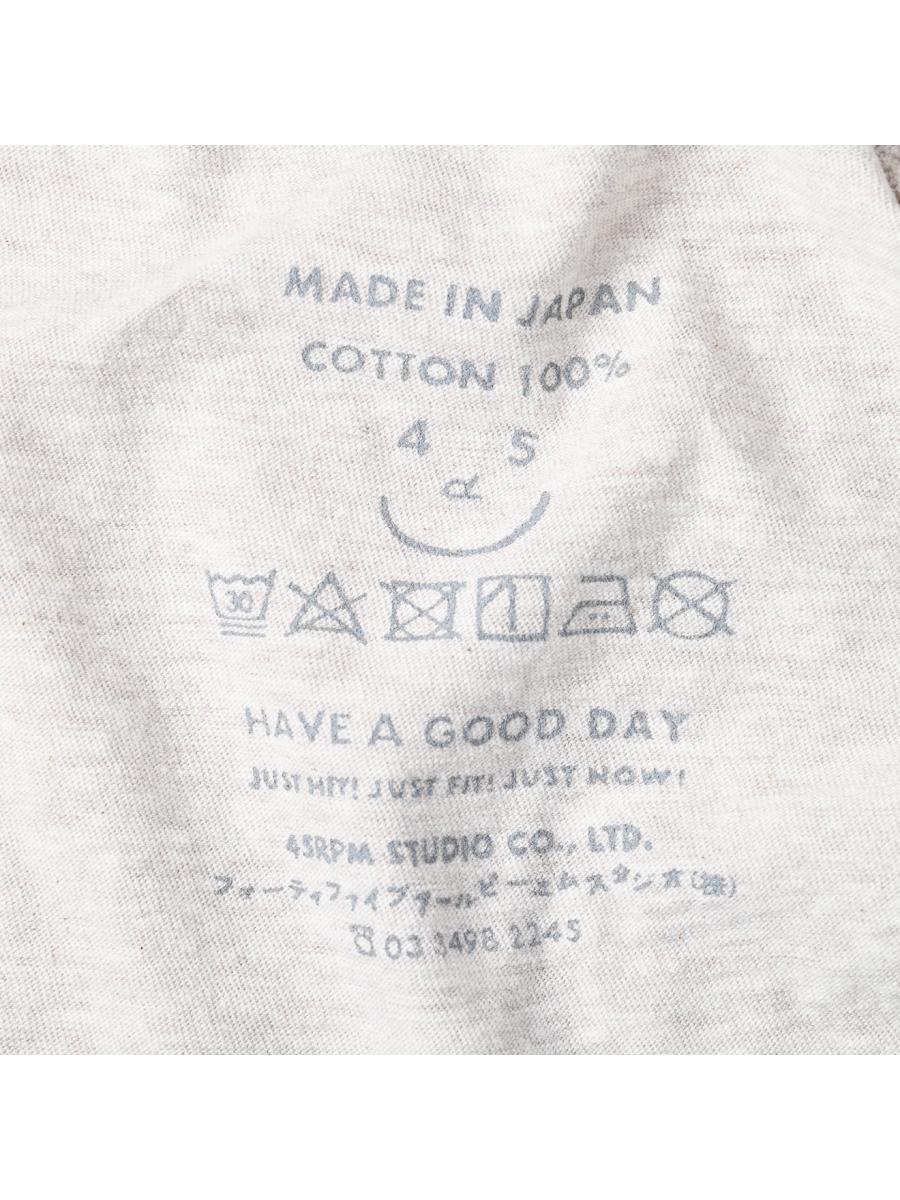 MADE IN JAPAN
COTTON 100%
4 5
R
30
1
HAVE A GOOD DAY
JUST HIT! JUST FIT! JUST NOW!
45RPM STUDIO CO., LTD.
フォーティファイブアールピーエムスタジオ(株)
☎03 3498 2245